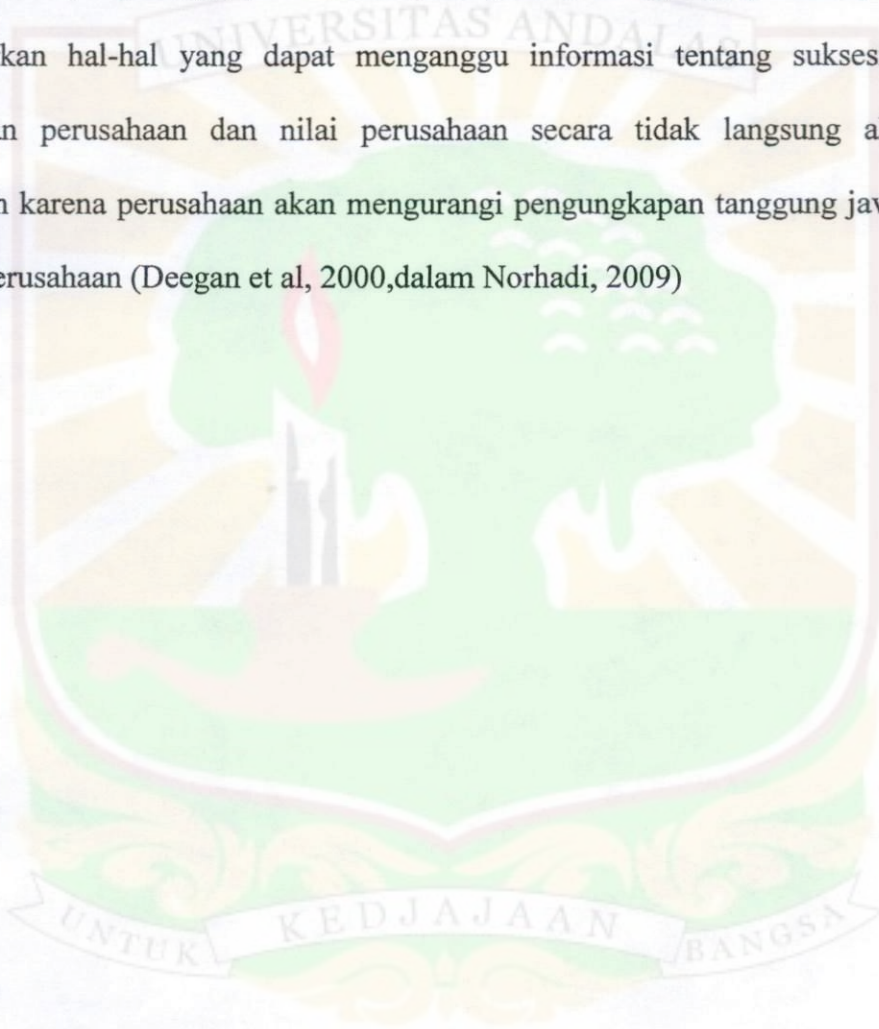 UNIVERSITAS ANDALAS
kan hal-hal yang dapat menganggu informasi tentang sukses
n perusahaan dan nilai perusahaan secara tidak langsung a
n karena perusahaan akan mengurangi pengungkapan tanggung jav
erusahaan (Deegan et al, 2000,dalam Norhadi, 2009)
UNTUK KEDJAJAAN BANGSA